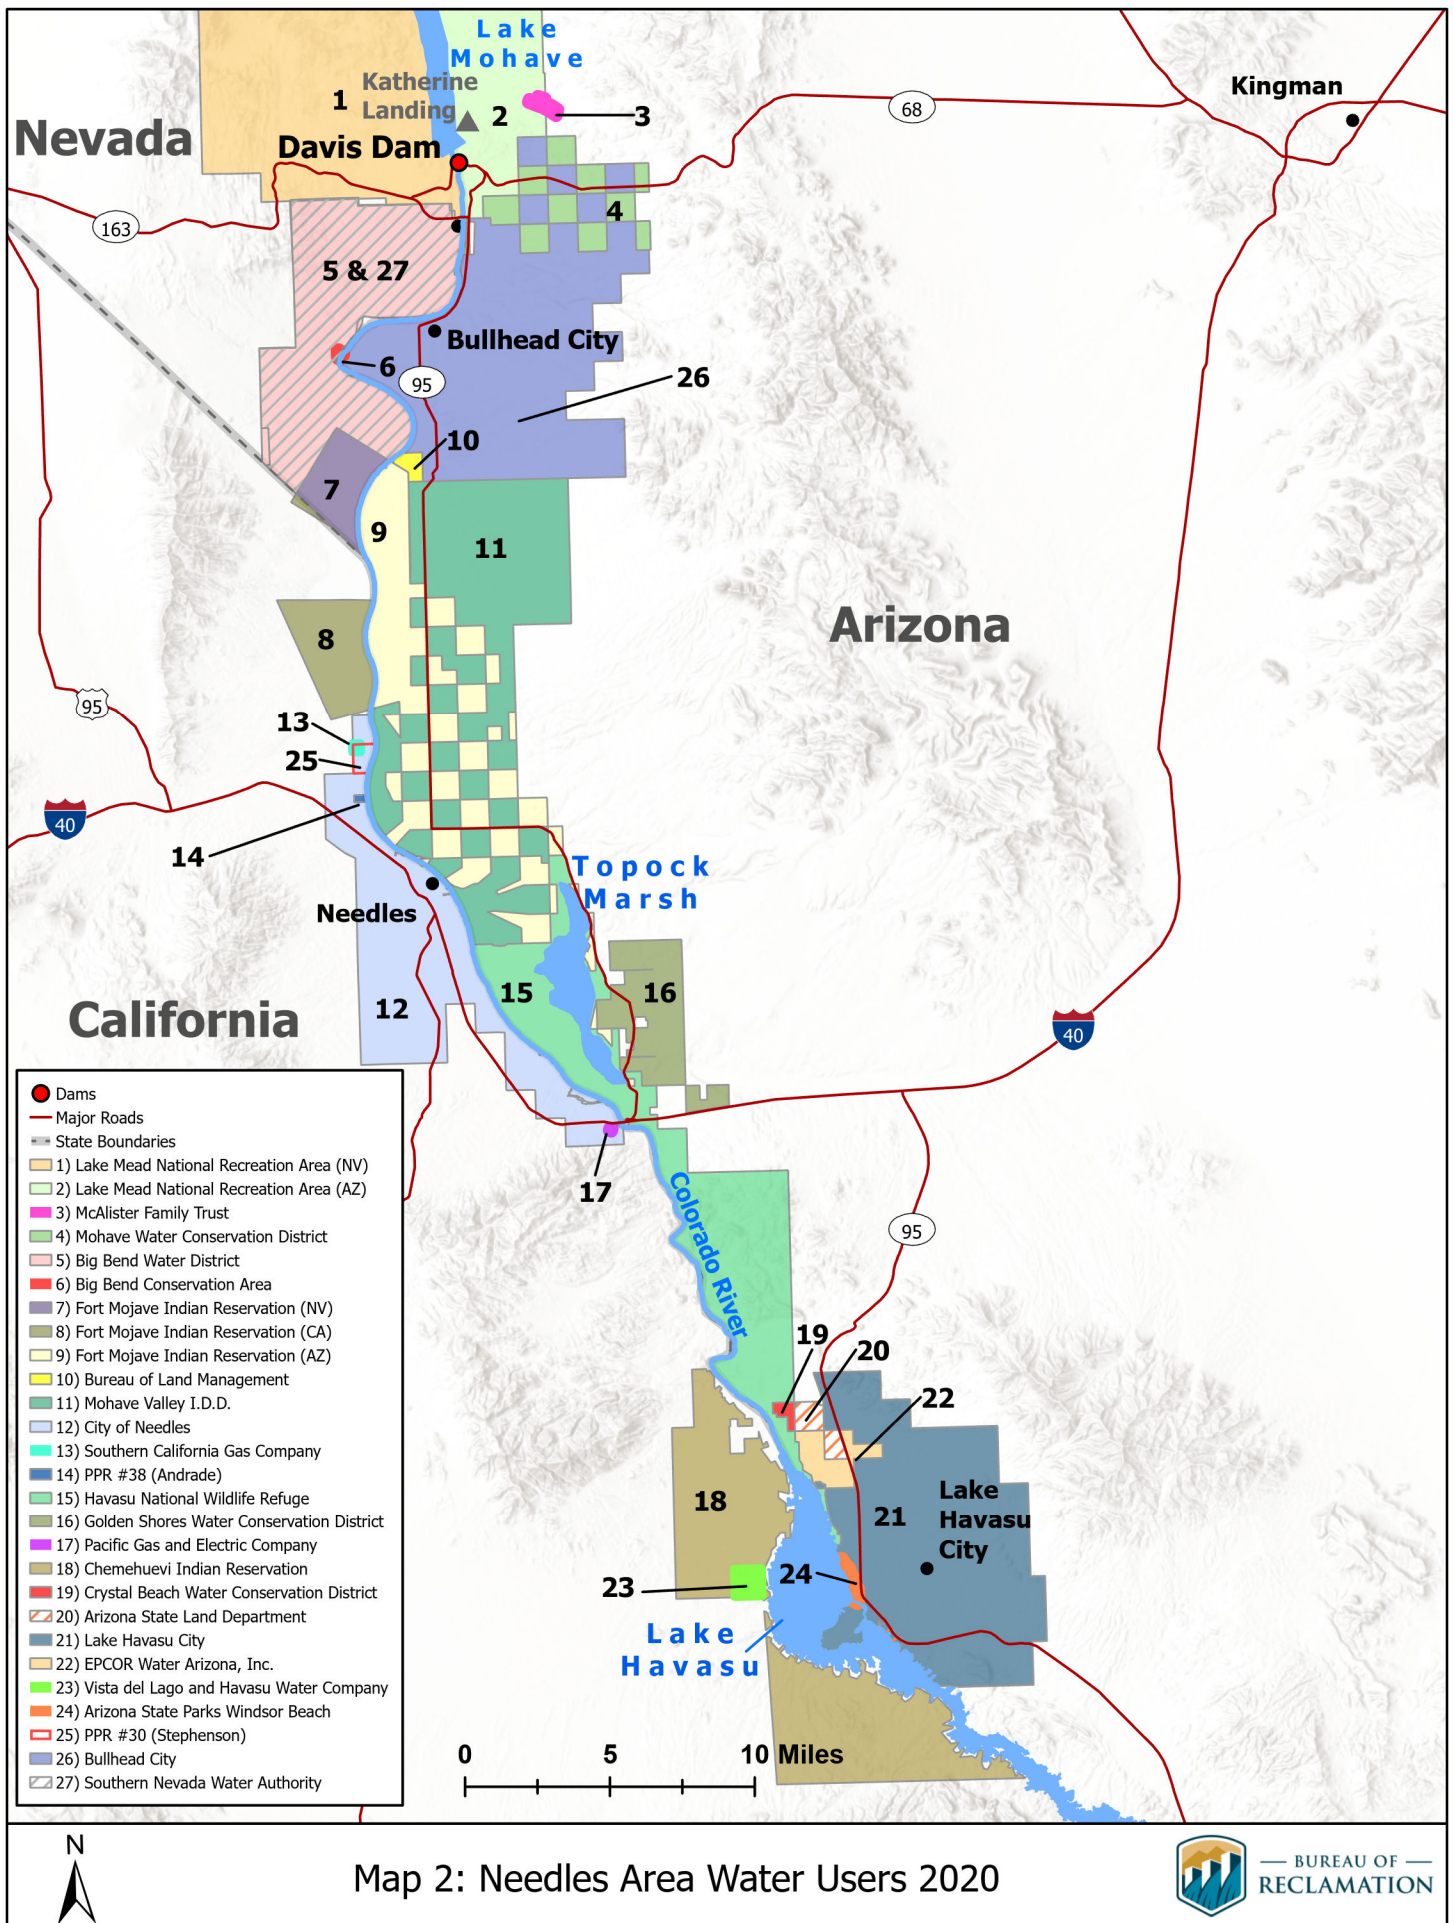 Lake
Mohave
Katherine
Landing
1
2
3
Kingman
68
Nevada
Davis Dam
4
163
5 & 27
Bullhead City
6
95
26
10
7
9
11
Arizona
8
95
13
25
40
14
Topock
Marsh
Needles
15
16
12
California
40
17
Colorado River
95
19
20
22
18
21
Lake
Havasu
City
23
24
Lake
Havasu
Dams
Major Roads
State Boundaries
1) Lake Mead National Recreation Area (NV)
2) Lake Mead National Recreation Area (AZ)
3) McAlister Family Trust
4) Mohave Water Conservation District
5) Big Bend Water District
6) Big Bend Conservation Area
7) Fort Mojave Indian Reservation (NV)
8) Fort Mojave Indian Reservation (CA)
9) Fort Mojave Indian Reservation (AZ)
10) Bureau of Land Management
11) Mohave Valley I.D.D.
12) City of Needles
13) Southern California Gas Company
14) PPR #38 (Andrade)
15) Havasu National Wildlife Refuge
16) Golden Shores Water Conservation District
17) Pacific Gas and Electric Company
18) Chemehuevi Indian Reservation
19) Crystal Beach Water Conservation District
20) Arizona State Land Department
21) Lake Havasu City
22) EPCOR Water Arizona, Inc.
23) Vista del Lago and Havasu Water Company
24) Arizona State Parks Windsor Beach
25) PPR #30 (Stephenson)
26) Bullhead City
27) Southern Nevada Water Authority
0 5 10 Miles
N
Map 2: Needles Area Water Users 2020
BUREAU OF
RECLAMATION